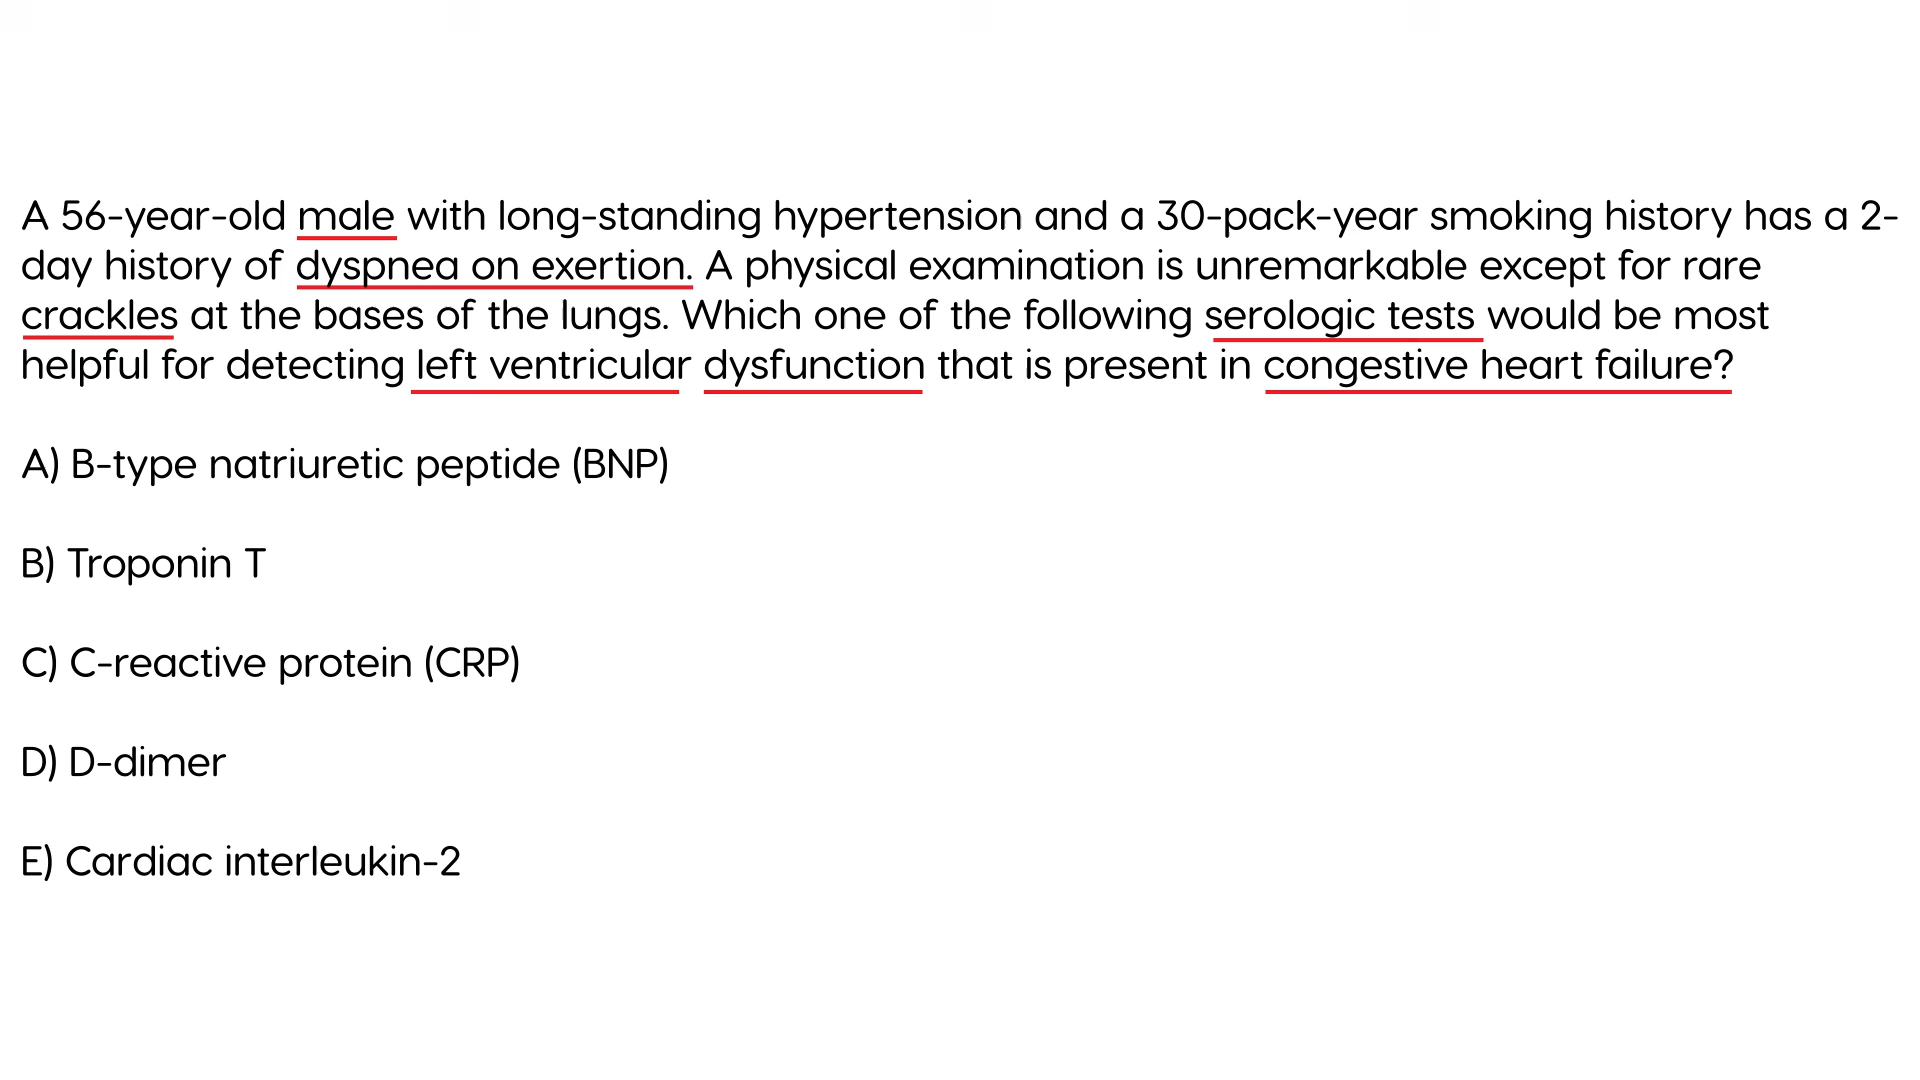 A 56-year-old male with long-standing hypertension and a 30-pack-year smoking history has a 2-
day history of dyspnea on exertion. A physical examination is unremarkable except for rare
crackles at the bases of the lungs. Which one of the following serologic tests would be most
helpful for detecting left ventricular dysfunction that is present in congestive heart failure?
A) B-type natriuretic peptide (BNP)
B) Troponin T
C) C-reactive protein (CRP)
D) D-dimer
E) Cardiac interleukin-2